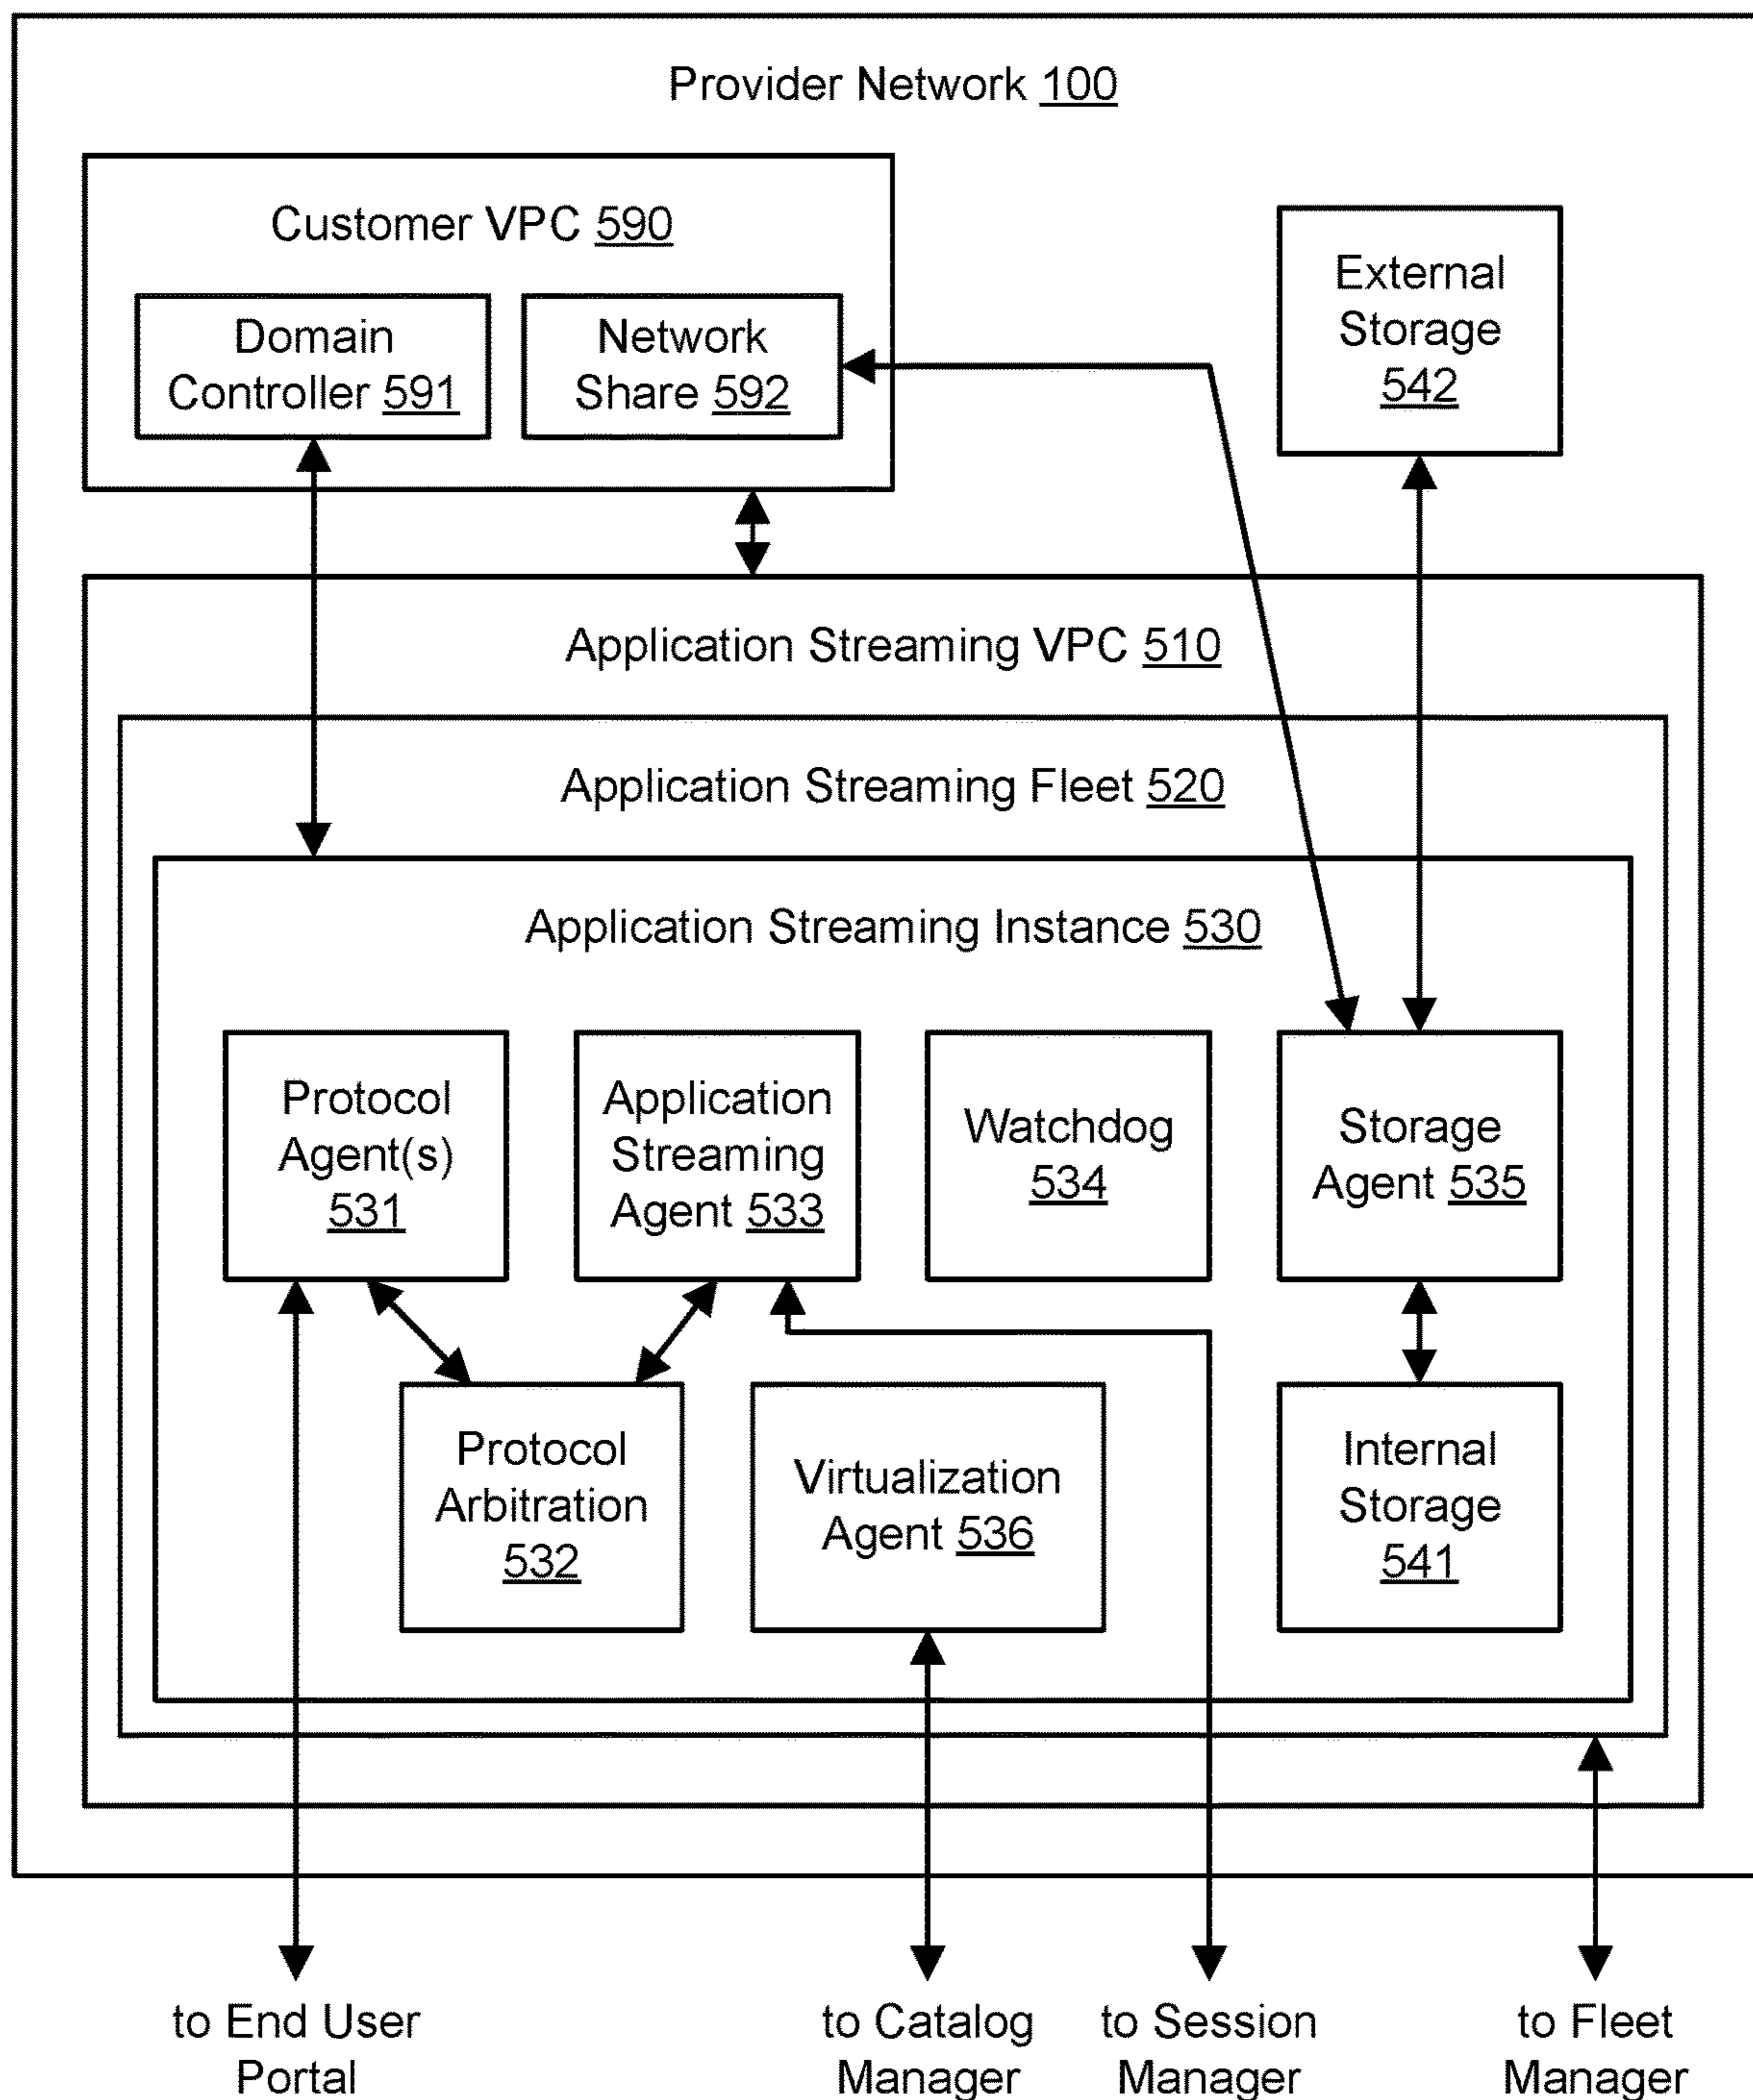 Provider Network 100
Customer VPC 590
Domain
Controller 591
Network
Share 592
External
Storage
542
Application Streaming VPC 510
Application Streaming Fleet 520
Application Streaming Instance 530
Protocol
Agent(s)
531
Application
Streaming
Agent 533
Watchdog
534
Storage
Agent 535
Protocol
Arbitration
532
Virtualization
Agent 536
Internal
Storage
541
to End User
Portal
to Catalog
Manager
to Session
Manager
to Fleet
Manager